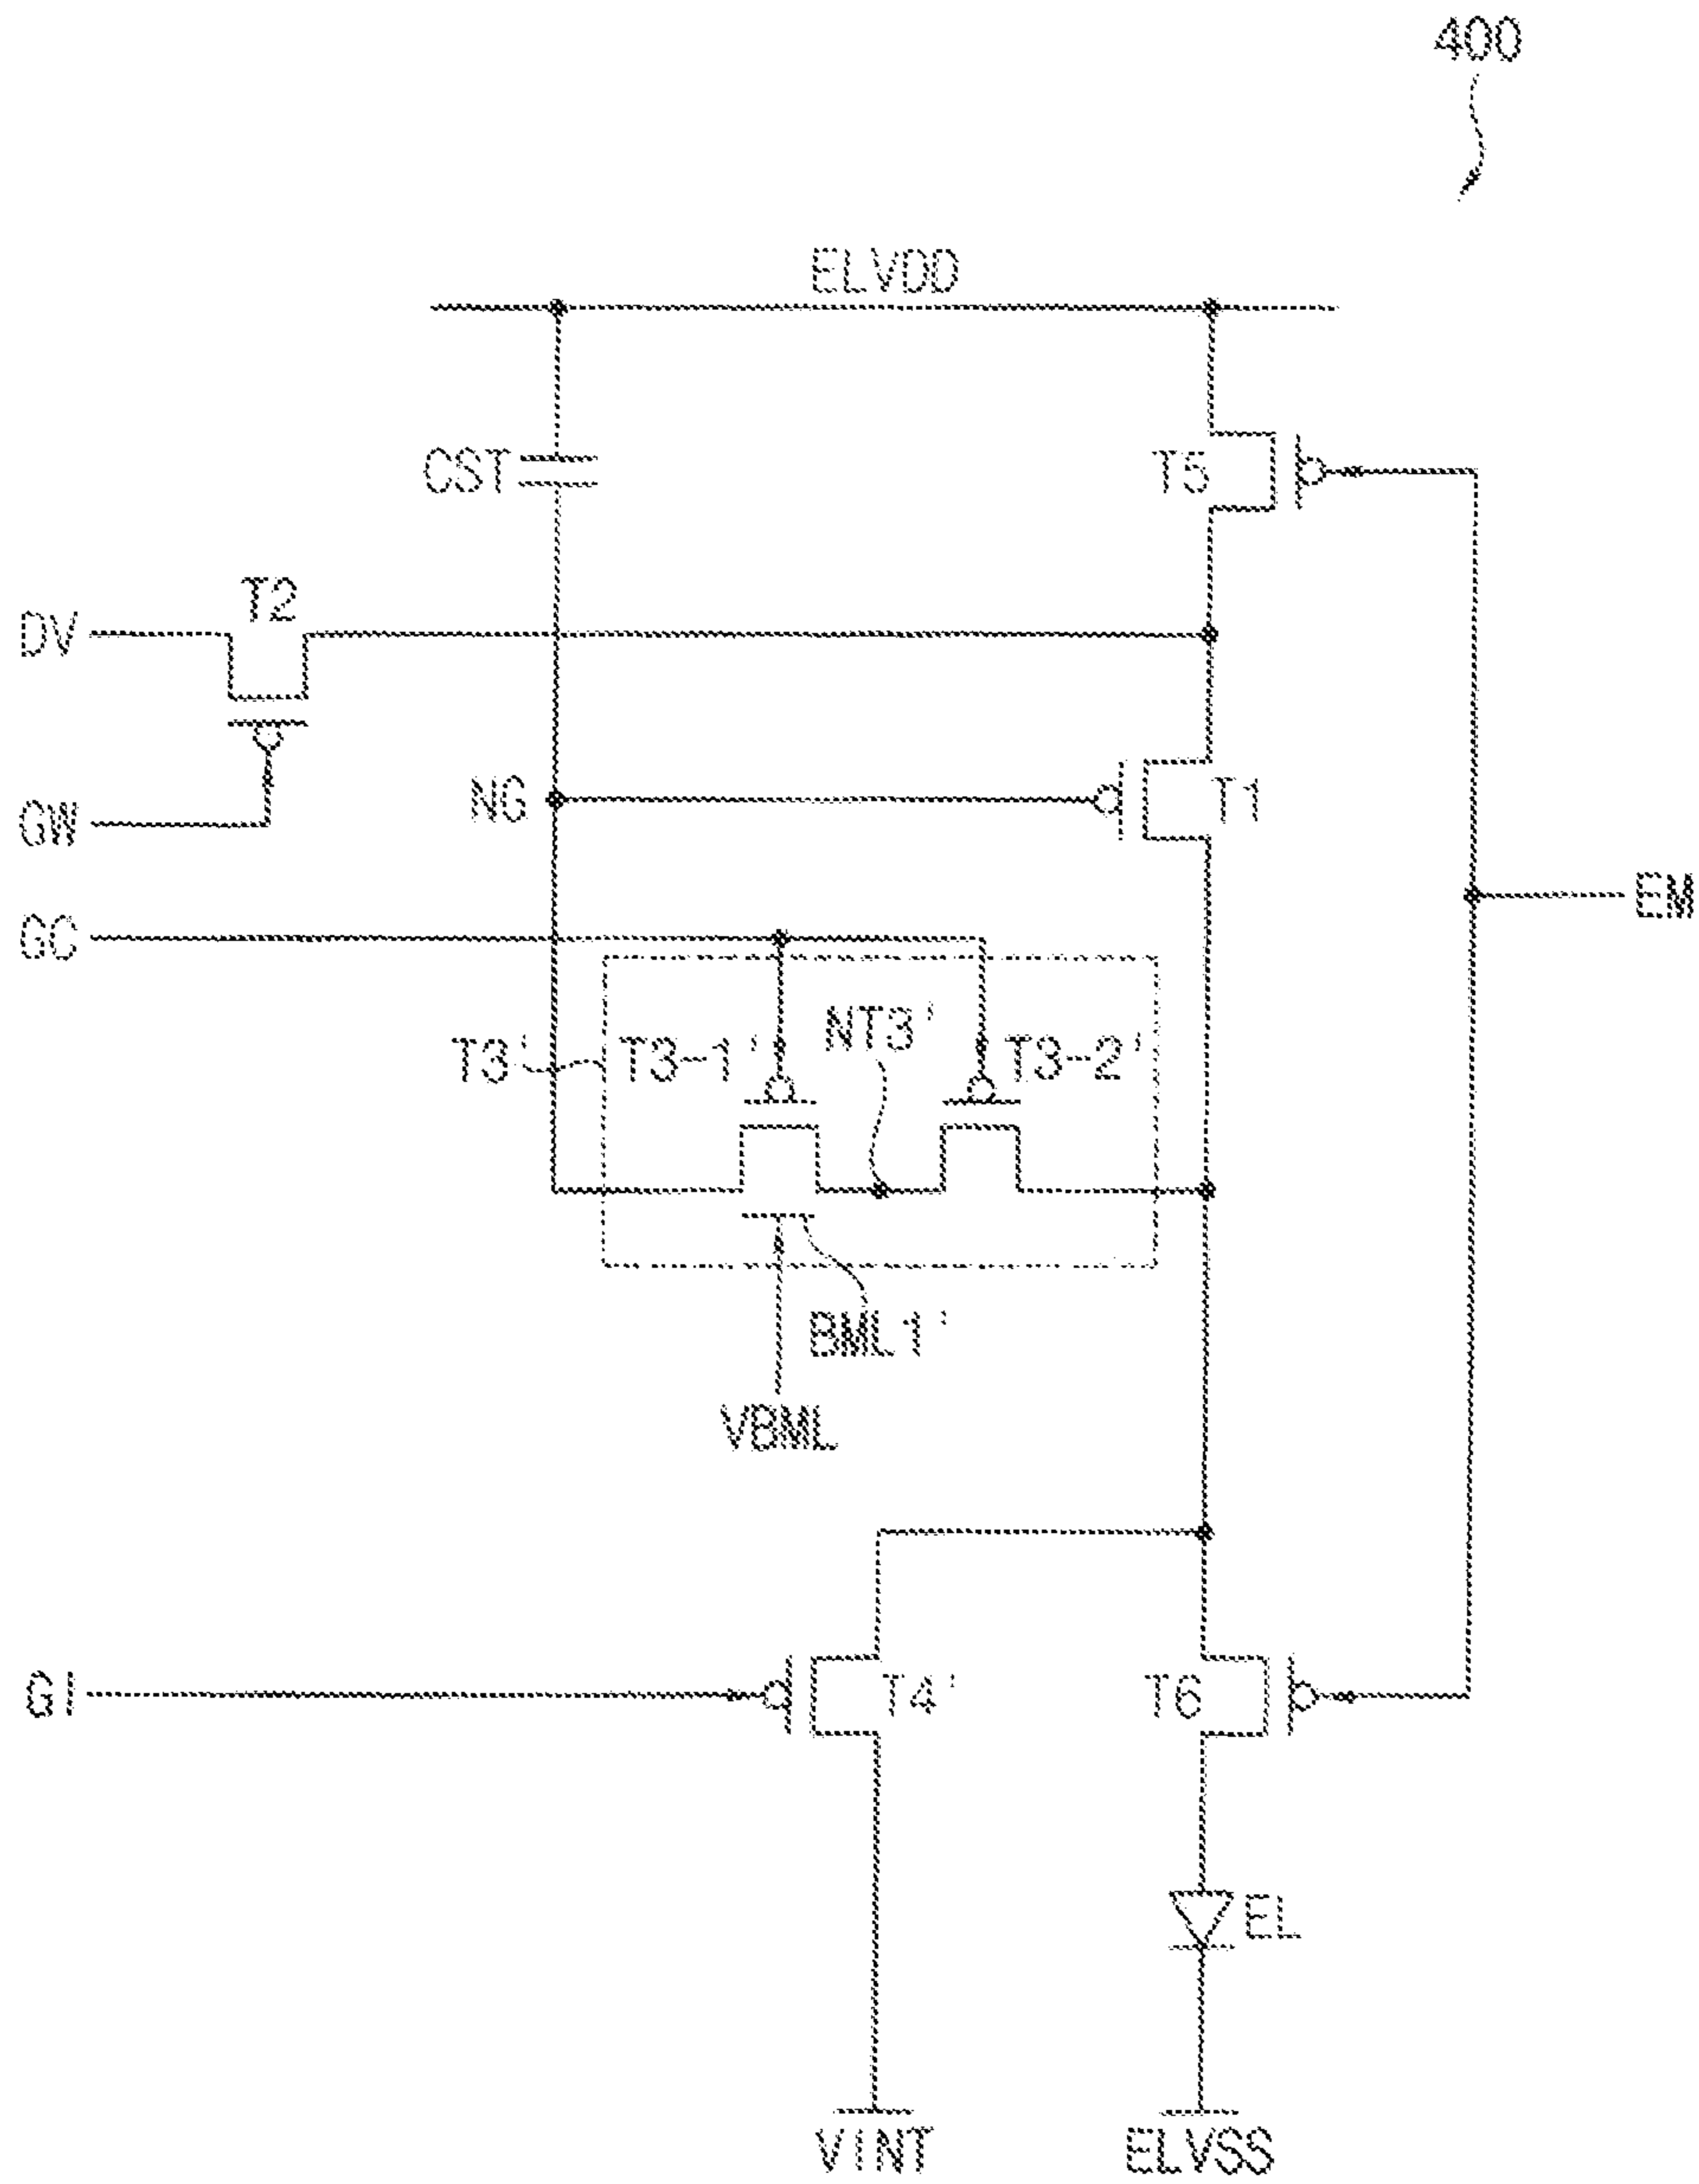 400
ELVDD
CST
T5
T2
DV
NG
T1
GW
EM
GC
NT3'
T3'
T3-1'
T3-2'
BML1'
VBML
GI
T4'
T6
EL
VINT
ELVSS